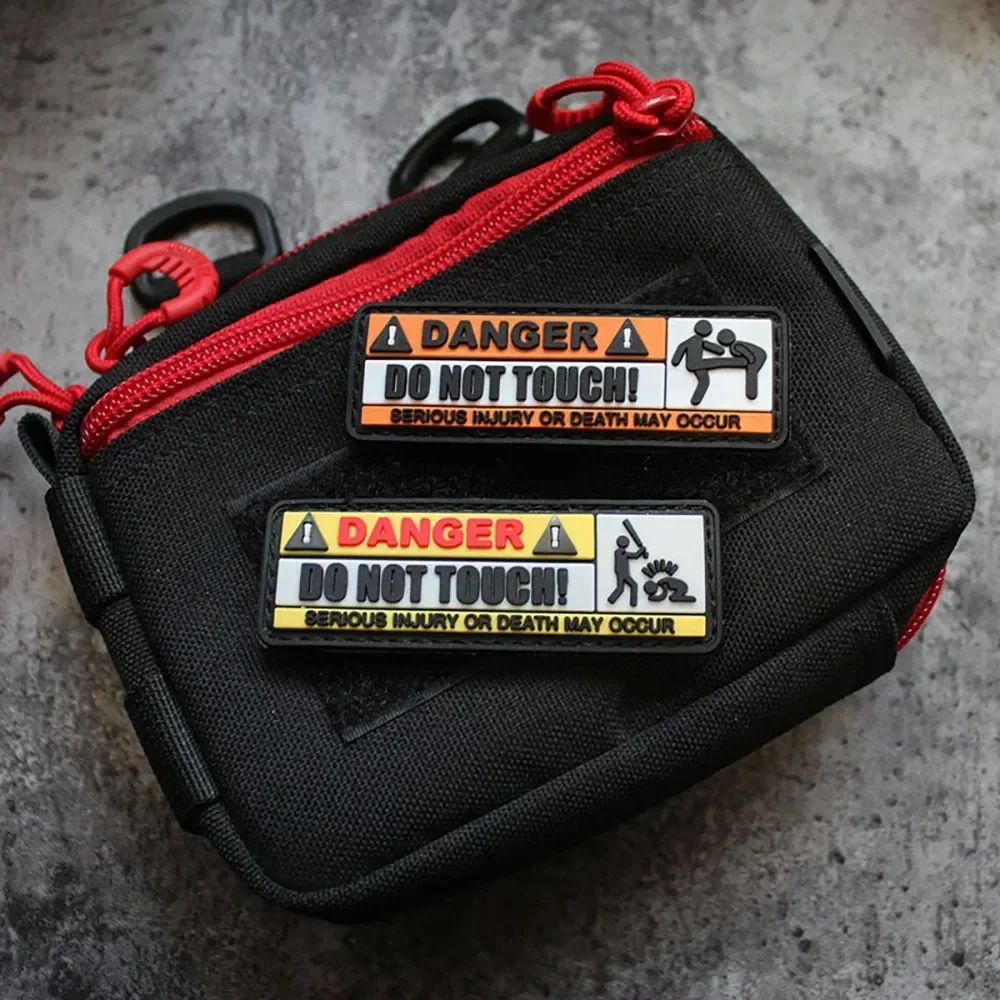 ! DANGER !
DO NOT TOUCH!
SERIOUS INJURY OR DEATH MAY OCCUR
! DANGER !
DO NOT TOUCH!
SERIOUS INJURY OR DEATH MAY OCCUR